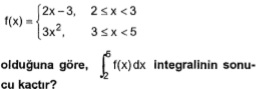 f(x) = { 2x − 3, 2 ≤ x < 3
3x², 3 ≤ x < 5
olduğuna göre, ∫₂⁵ f(x) dx integralinin sonu-
cu kaçtır?